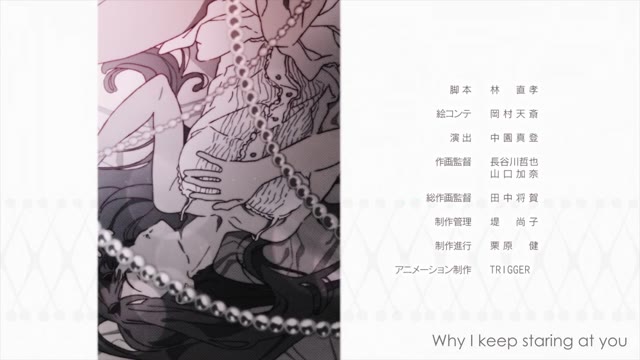 脚本 林 直孝
絵コンテ 岡村天斎
演出 中園真登
作画監督 長谷川哲也
山口加奈
総作画監督 田中将賀
制作管理 堤 尚子
制作進行 栗原 健
アニメーション制作 TRIGGER
Why I keep staring at you